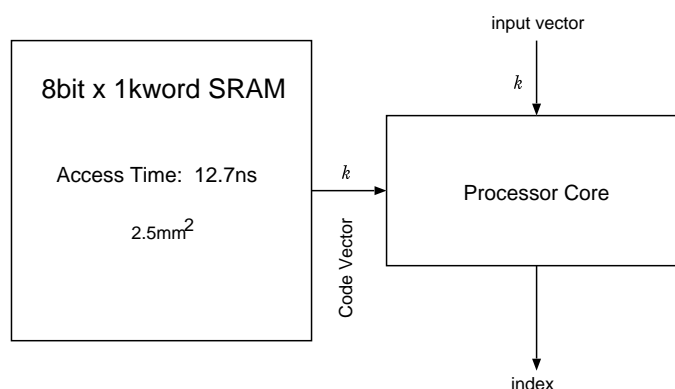 input vector
k
8bit x 1kword SRAM
Access Time: 12.7ns
2.5mm2
k
Code Vector
Processor Core
index